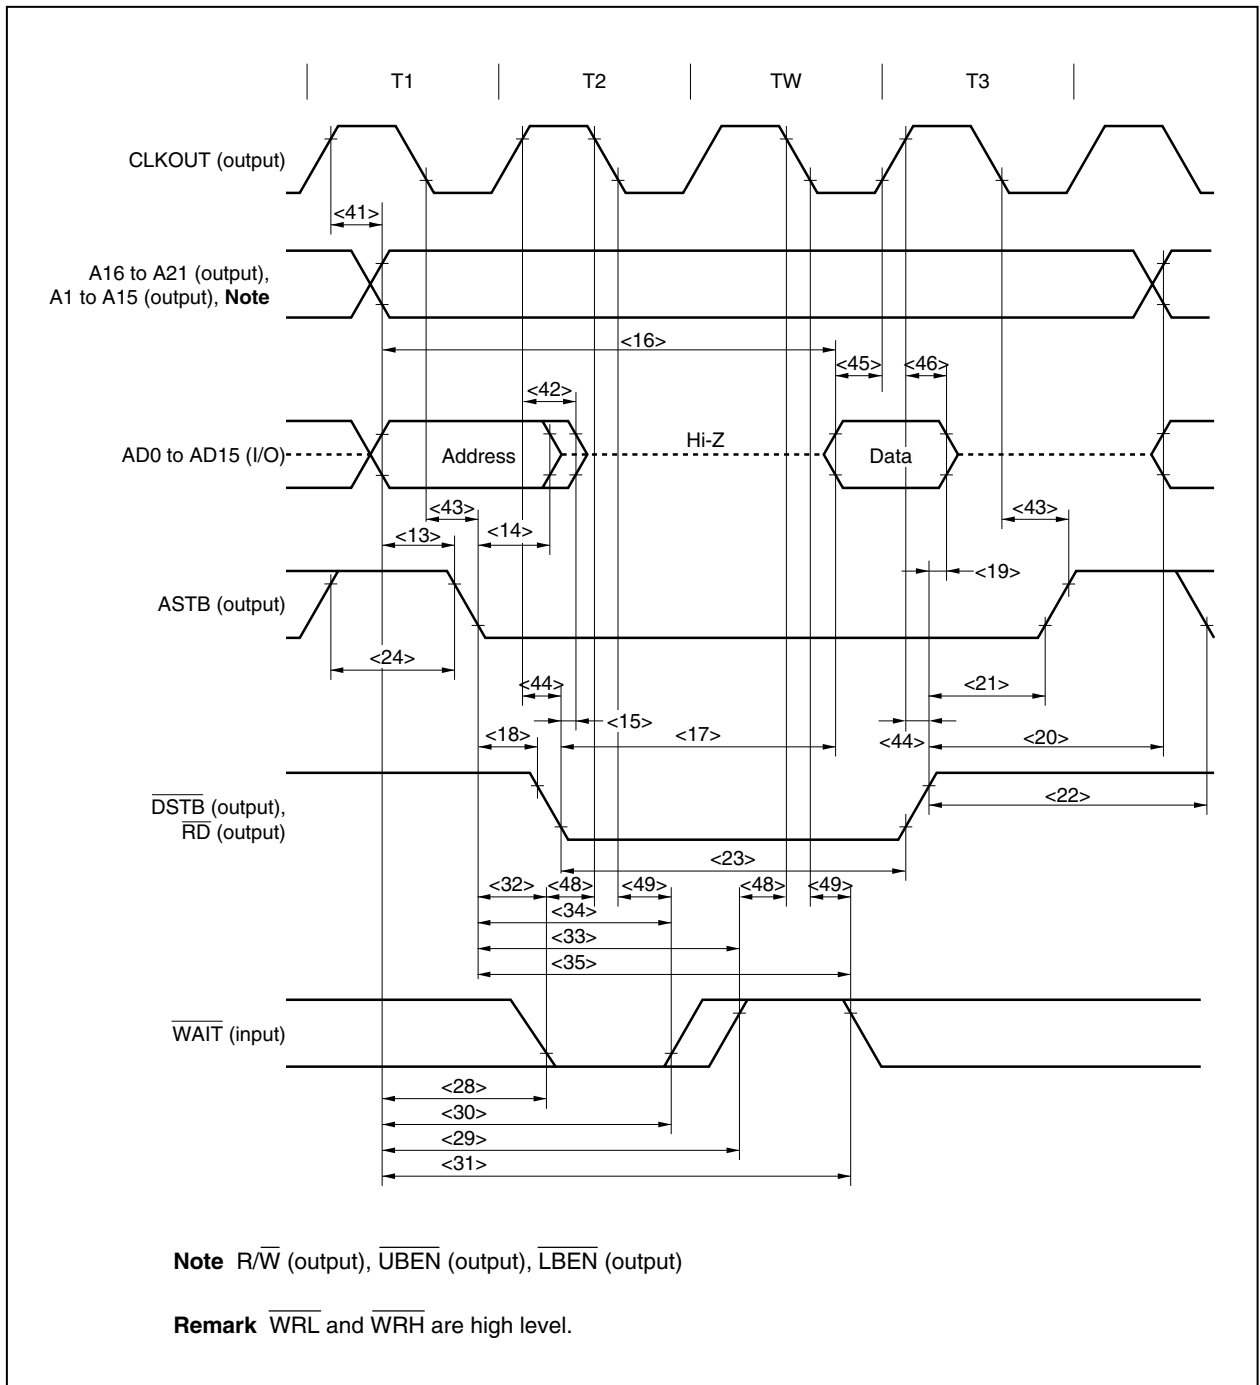 T1 T2 TW T3
CLKOUT (output)
<41>
A16 to A21 (output),
A1 to A15 (output), Note
<16>
<45> <46>
<42>
AD0 to AD15 (I/O) Address Hi-Z Data
<43> <43>
<13> <14>
<19>
ASTB (output)
<24>
<44> <21>
<15>
<18> <17> <44> <20>
DSTB (output),
RD (output)
<22>
<23>
<32> <48> <49> <48> <49>
<34>
<33>
<35>
WAIT (input)
<28>
<30>
<29>
<31>
Note R/W (output), UBEN (output), LBEN (output)
Remark WRL and WRH are high level.